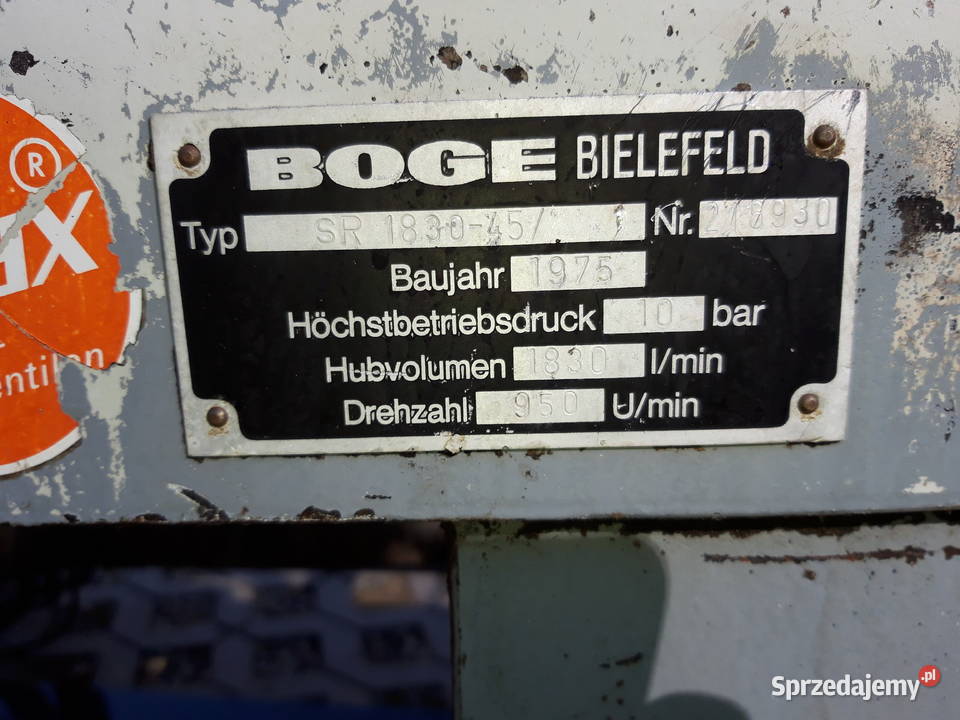 BOGE BIELEFELD
Typ SR 1830-45/ Nr.
Baujahr 1975
Höchstbetriebsdruck 10 bar
Hubvolumen 1830 l/min
Drehzahl 950 U/min
®
Sprzedajemy.pl